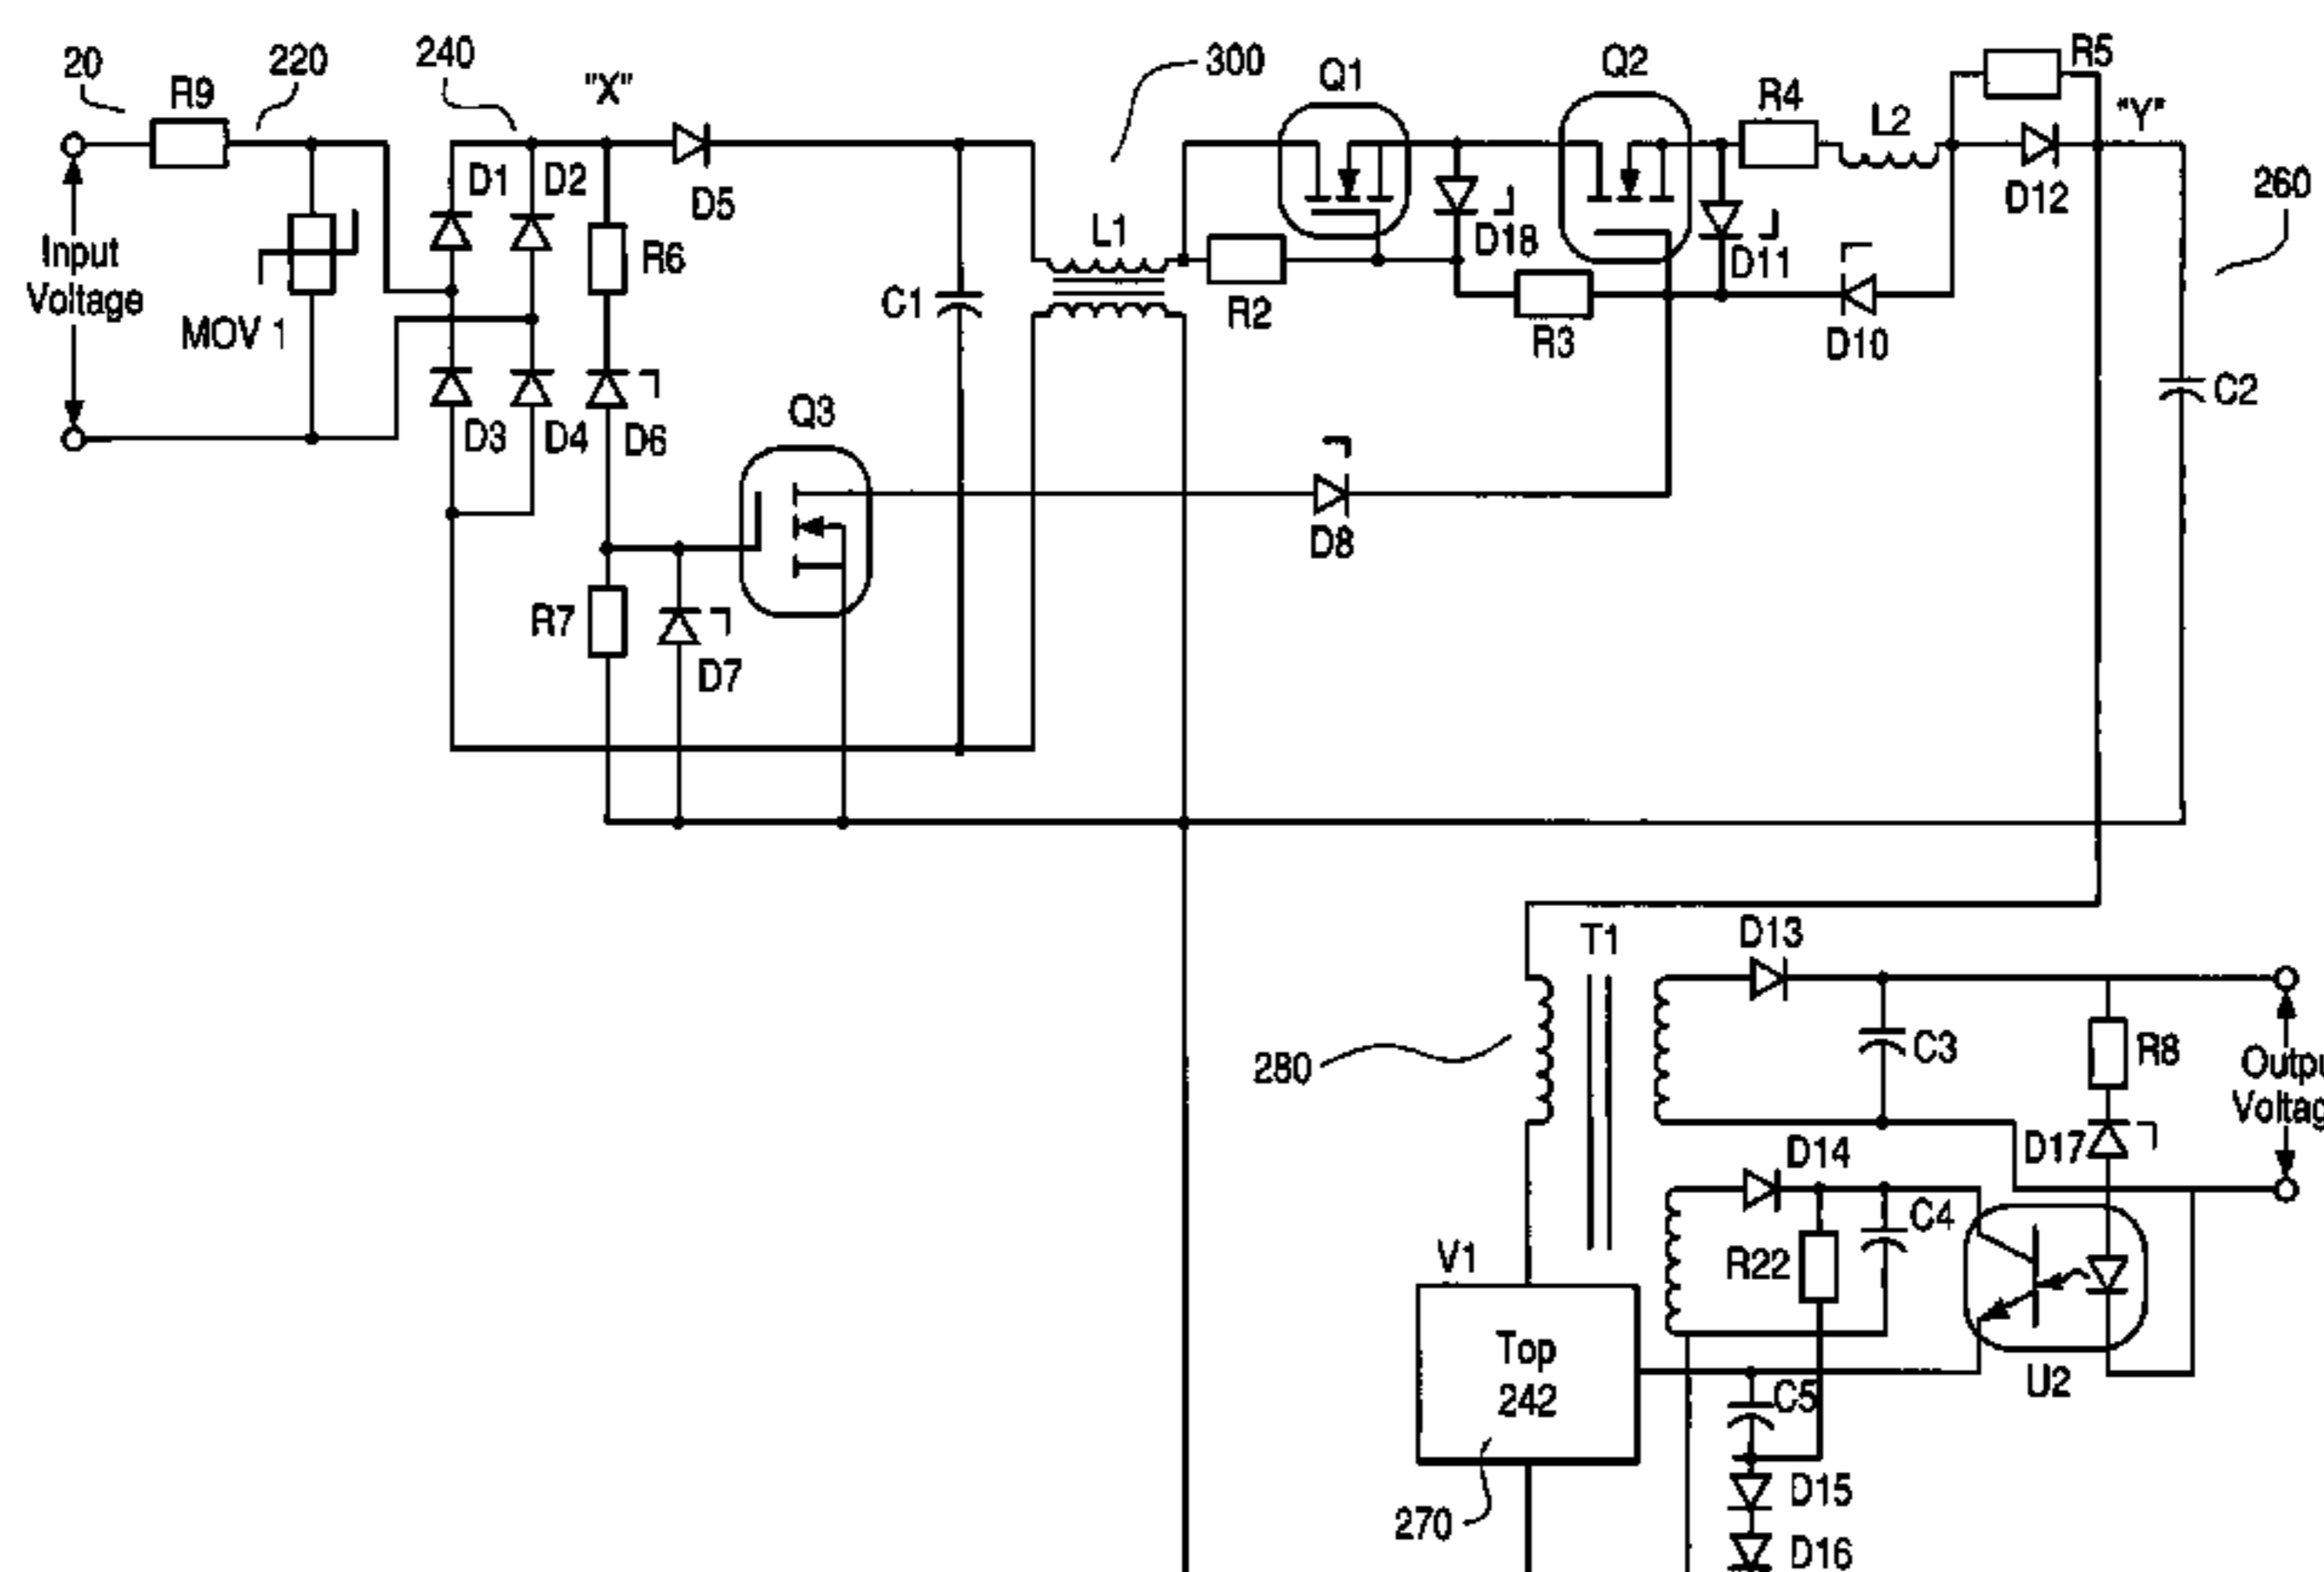 20
R9
220
240
"X"
300
Q1
Q2
R4
L2
R5
"Y"
260
Input
Voltage
MOV 1
D1
D2
D5
R6
C1
L1
R2
D18
R3
D11
D10
D12
C2
D3
D4
D6
Q3
D8
R7
D7
T1
D13
280
C3
R8
Outpu
Voltag
D17
D14
C4
R22
V1
Top
242
C5
U2
270
D15
D16